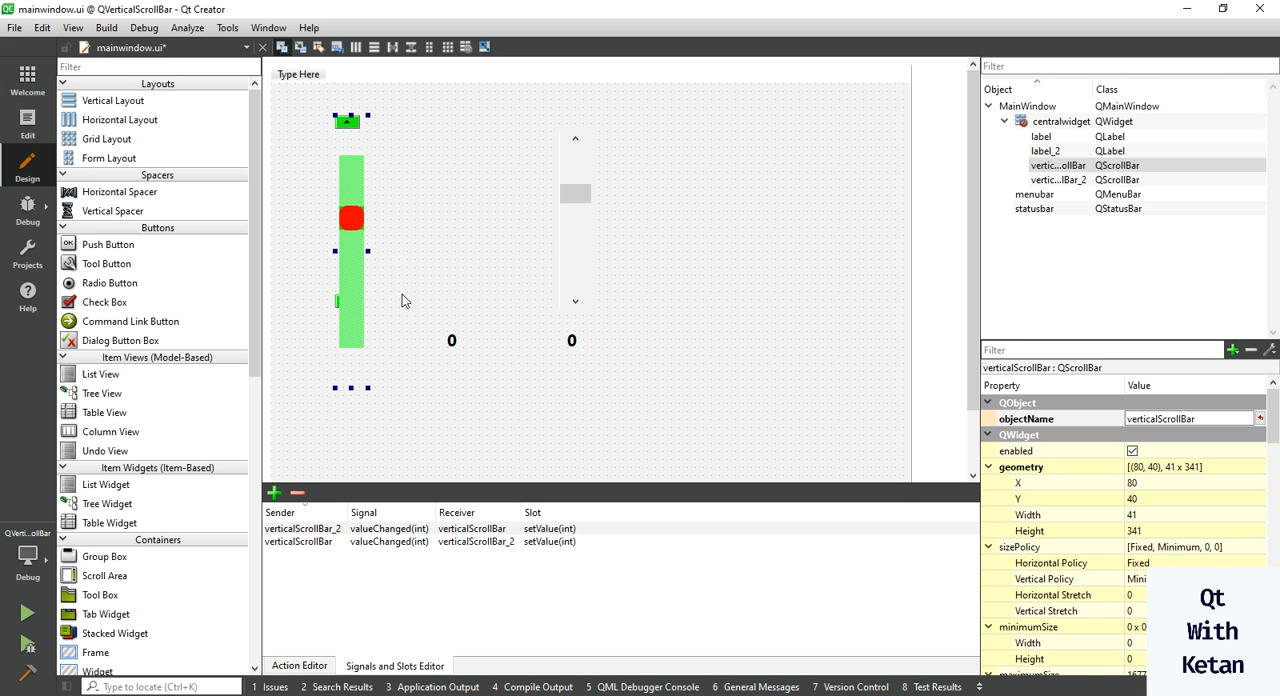 mainwindow.ui @ QVerticalScrollBar - Qt Creator
File Edit View Build Debug Analyze Tools Window Help
mainwindow.ui*
Filter
Layouts
Vertical Layout
Horizontal Layout
Grid Layout
Form Layout
Spacers
Horizontal Spacer
Vertical Spacer
Buttons
Push Button
Tool Button
Radio Button
Check Box
Command Link Button
Dialog Button Box
Item Views (Model-Based)
List View
Tree View
Table View
Column View
Undo View
Item Widgets (Item-Based)
List Widget
Tree Widget
Table Widget
Containers
Group Box
Scroll Area
Tool Box
Tab Widget
Stacked Widget
Frame
Widget
Welcome
Edit
Design
Debug
Projects
Help
QVerti...ollBar
Debug
Type Here
0 0
Sender Signal Receiver Slot
verticalScrollBar_2 valueChanged(int) verticalScrollBar setValue(int)
verticalScrollBar valueChanged(int) verticalScrollBar_2 setValue(int)
Action Editor Signals and Slots Editor
Filter
Object Class
MainWindow QMainWindow
centralwidget QWidget
label QLabel
label_2 QLabel
vertic...ollBar QScrollBar
vertic...lBar_2 QScrollBar
menubar QMenuBar
statusbar QStatusBar
Filter
verticalScrollBar : QScrollBar
Property Value
QObject
objectName verticalScrollBar
QWidget
enabled
geometry [(80, 40), 41 x 341]
X 80
Y 40
Width 41
Height 341
sizePolicy [Fixed, Minimum, 0, 0]
Horizontal Policy Fixed
Vertical Policy Mini
Horizontal Stretch 0
Vertical Stretch 0
minimumSize 0 x 0
Width 0
Height 0
Qt
With
Ketan
Type to locate (Ctrl+K) 1 Issues 2 Search Results 3 Application Output 4 Compile Output 5 QML Debugger Console 6 General Messages 7 Version Control 8 Test Results